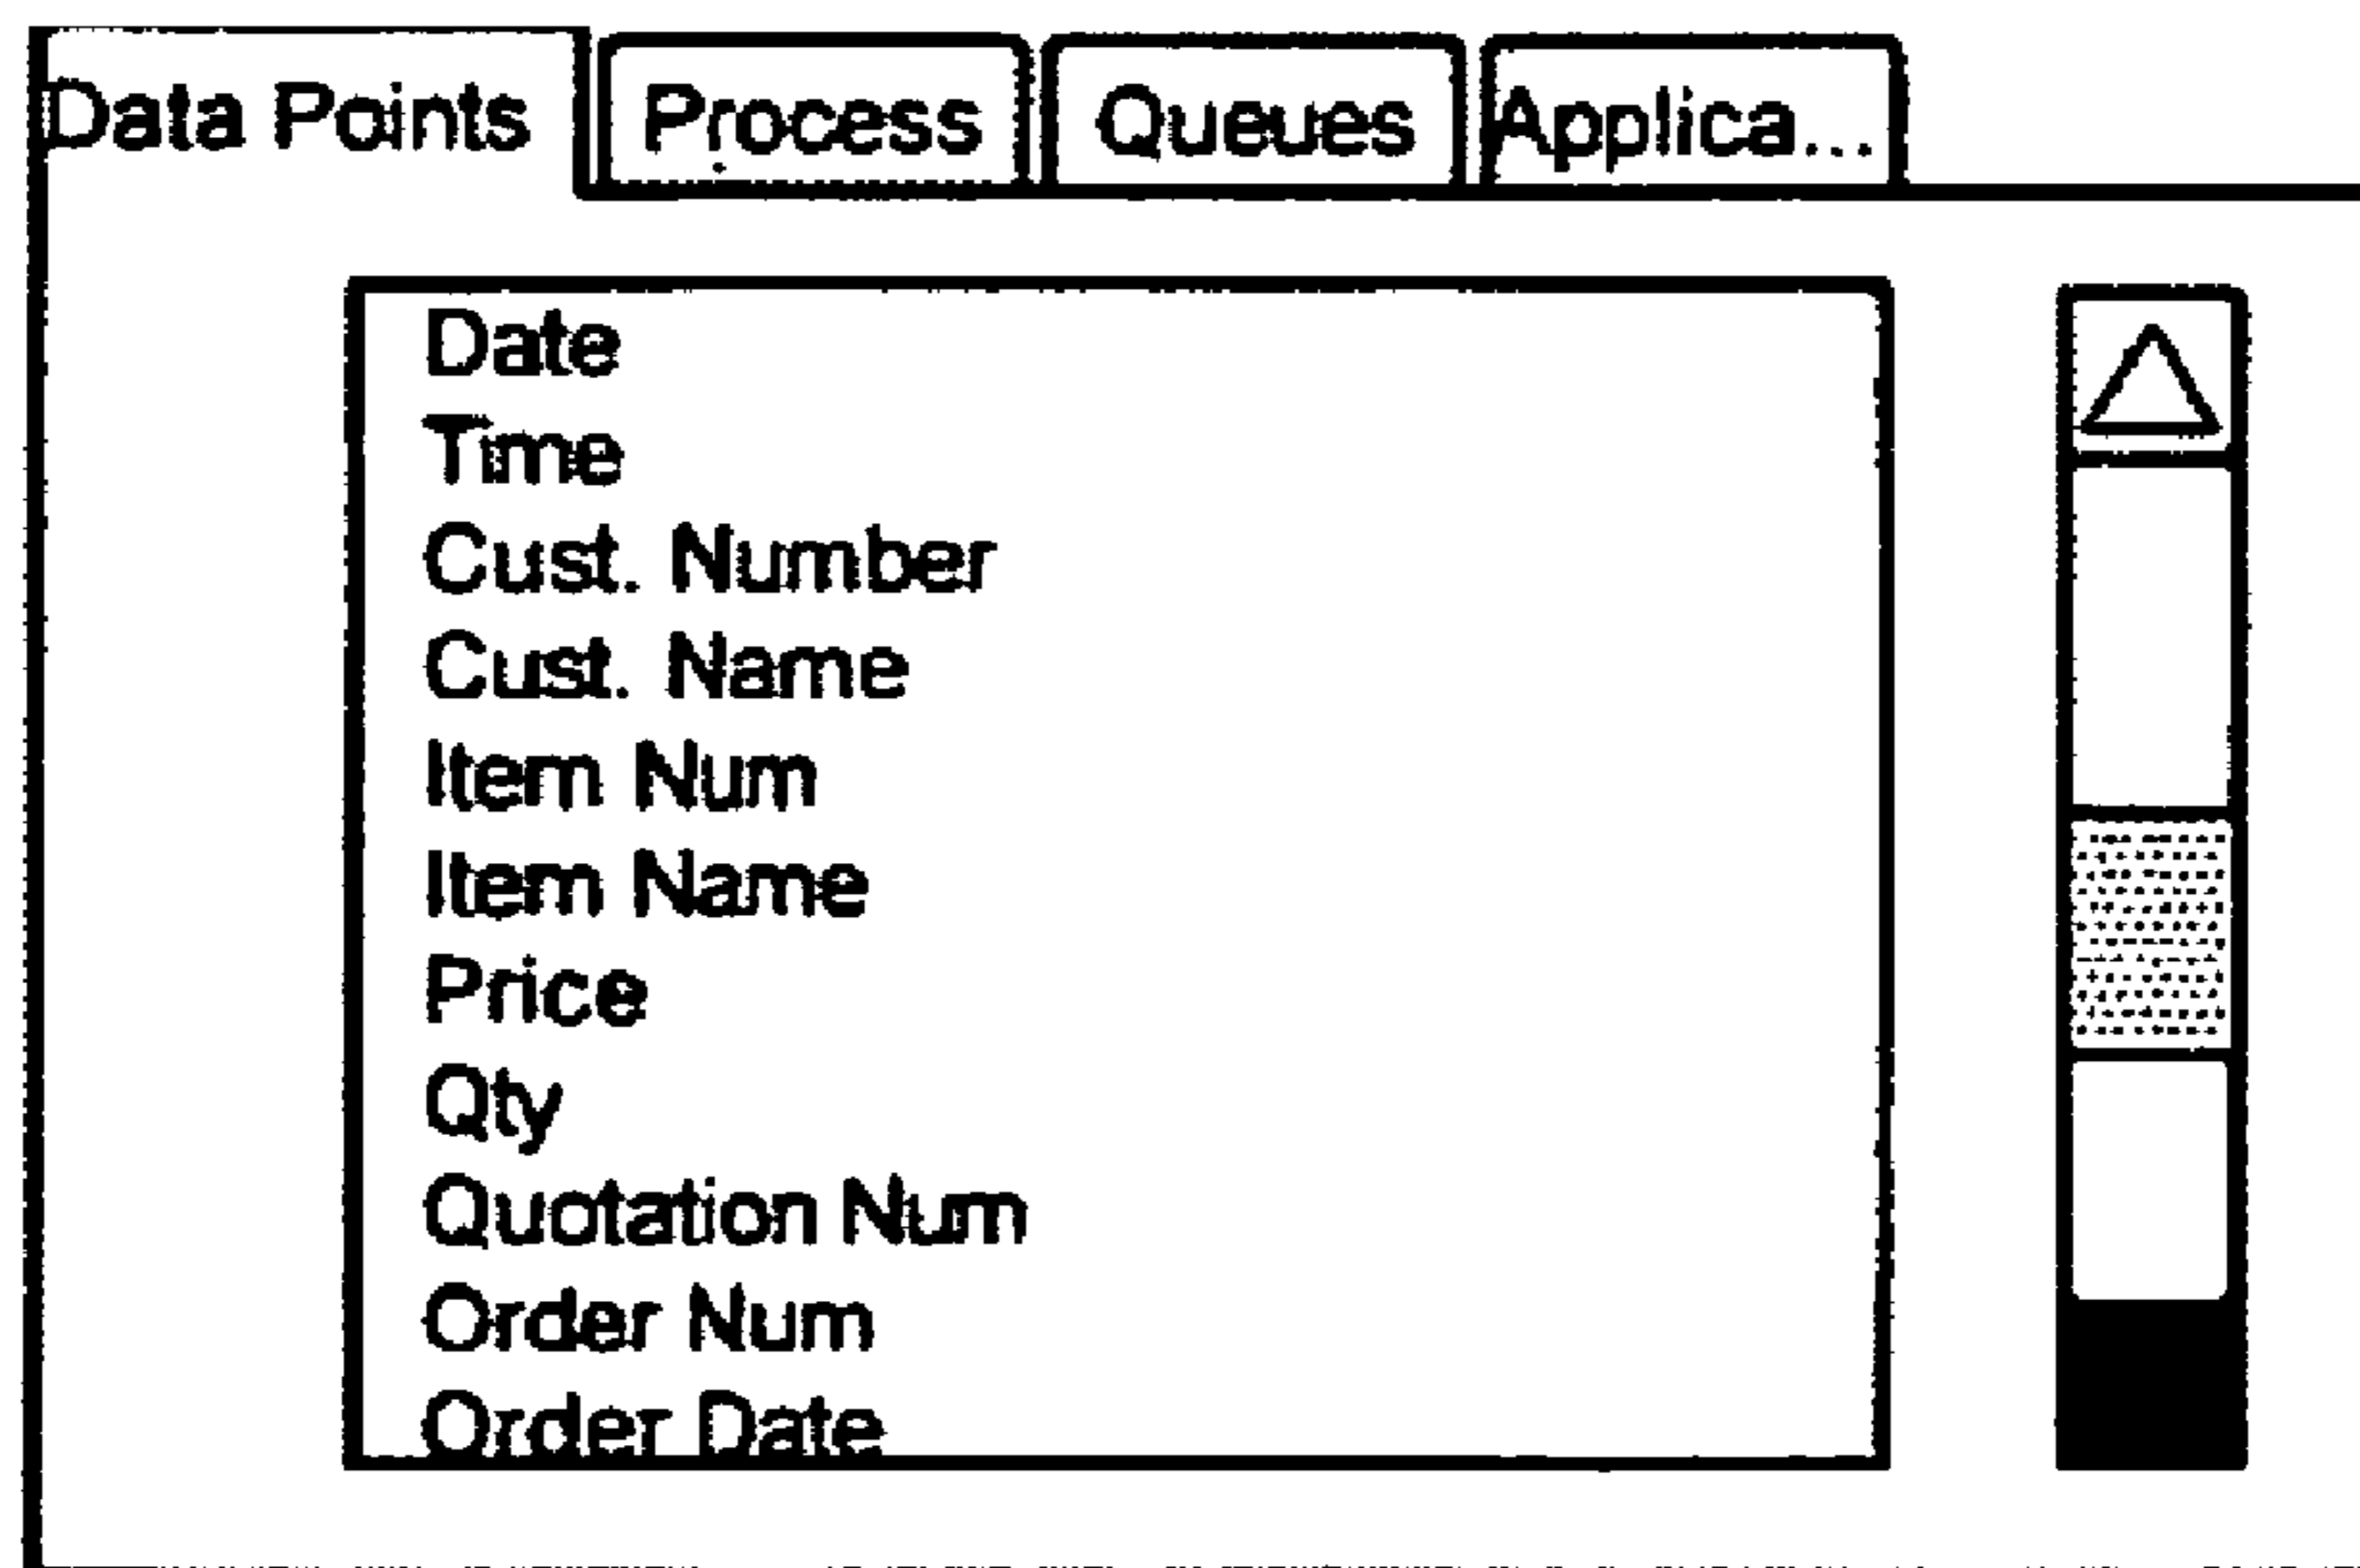 Data Points Process Queues Applica...
Date
Time
Cust. Number
Cust. Name
Item Num
Item Name
Price
Qty
Quotation Num
Order Num
Order Date